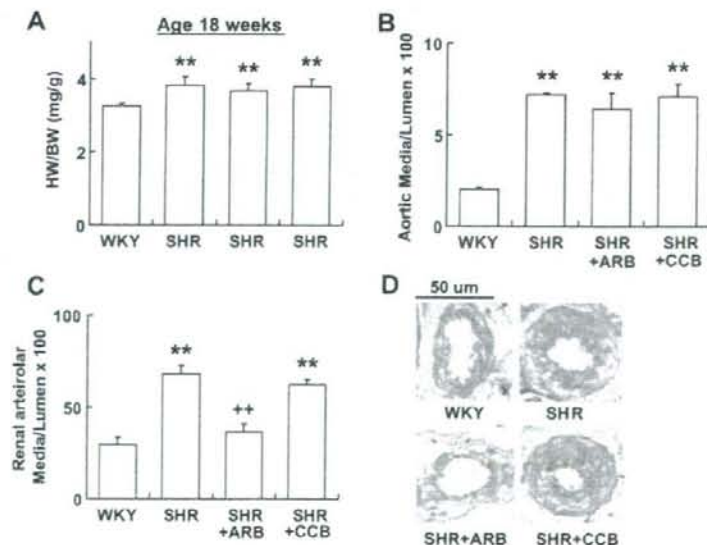 A
Age 18 weeks
HW/BW (mg/g)
6
4
2
0
**
**
**
WKY SHR SHR SHR
B
Aortic Media/Lumen x 100
10
5
0
**
**
**
WKY SHR SHR SHR
+ARB +CCB
C
Renal arteirolar
Media/Lumen x 100
100
50
0
**
++
**
WKY SHR SHR SHR
+ARB +CCB
D
50 um
WKY SHR
SHR+ARB SHR+CCB